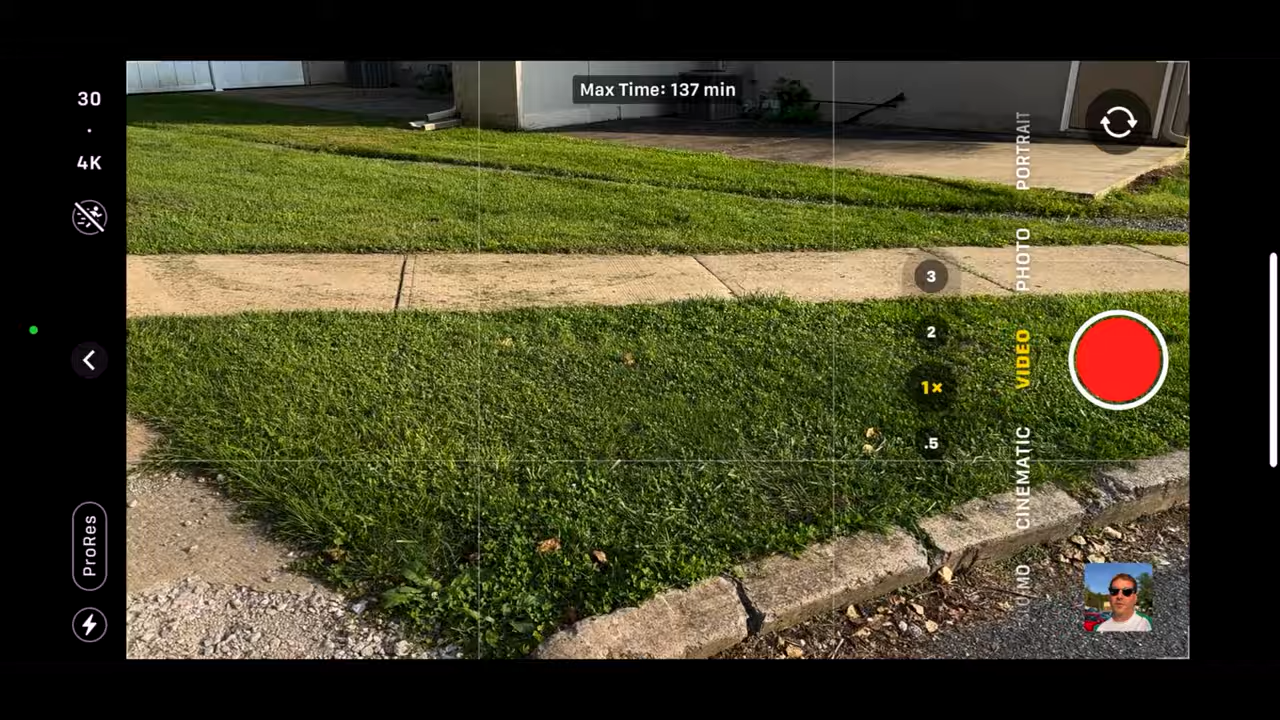 30
4K
Max Time: 137 min
PORTRAIT
PHOTO
VIDEO
CINEMATIC
3
2
1×
.5
ProRes